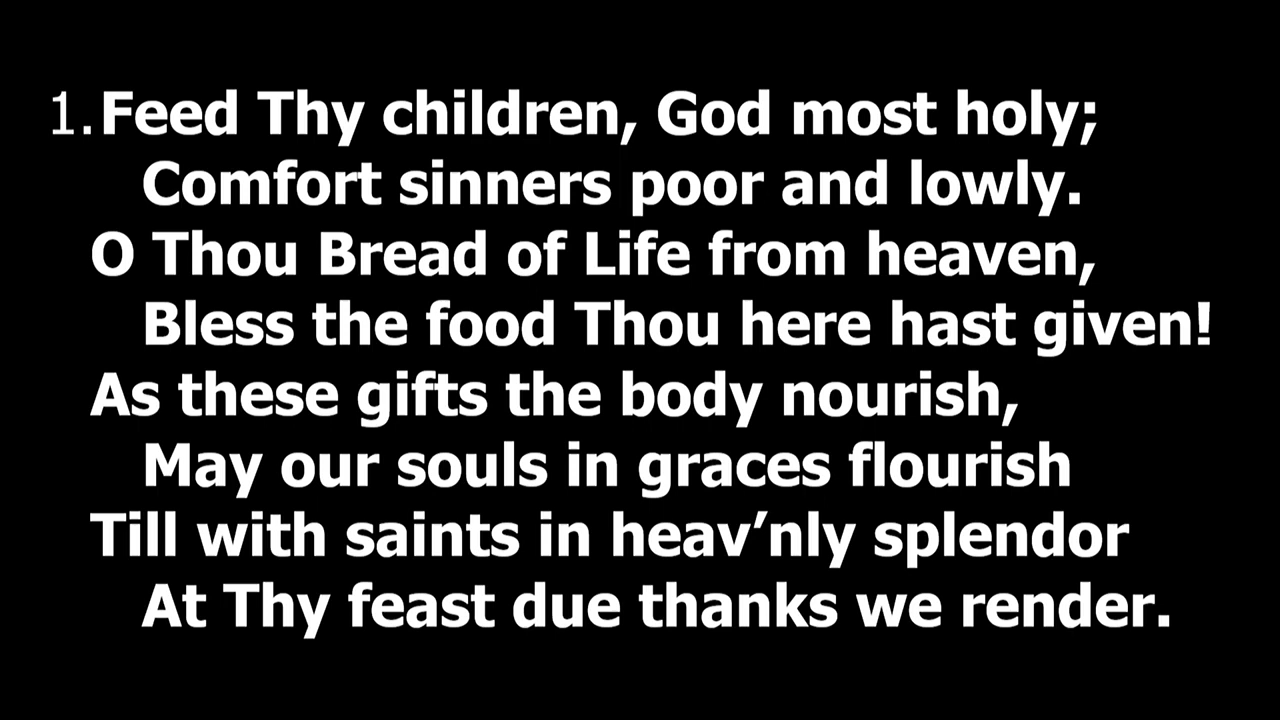 1. Feed Thy children, God most holy;
Comfort sinners poor and lowly.
O Thou Bread of Life from heaven,
Bless the food Thou here hast given!
As these gifts the body nourish,
May our souls in graces flourish
Till with saints in heav’nly splendor
At Thy feast due thanks we render.